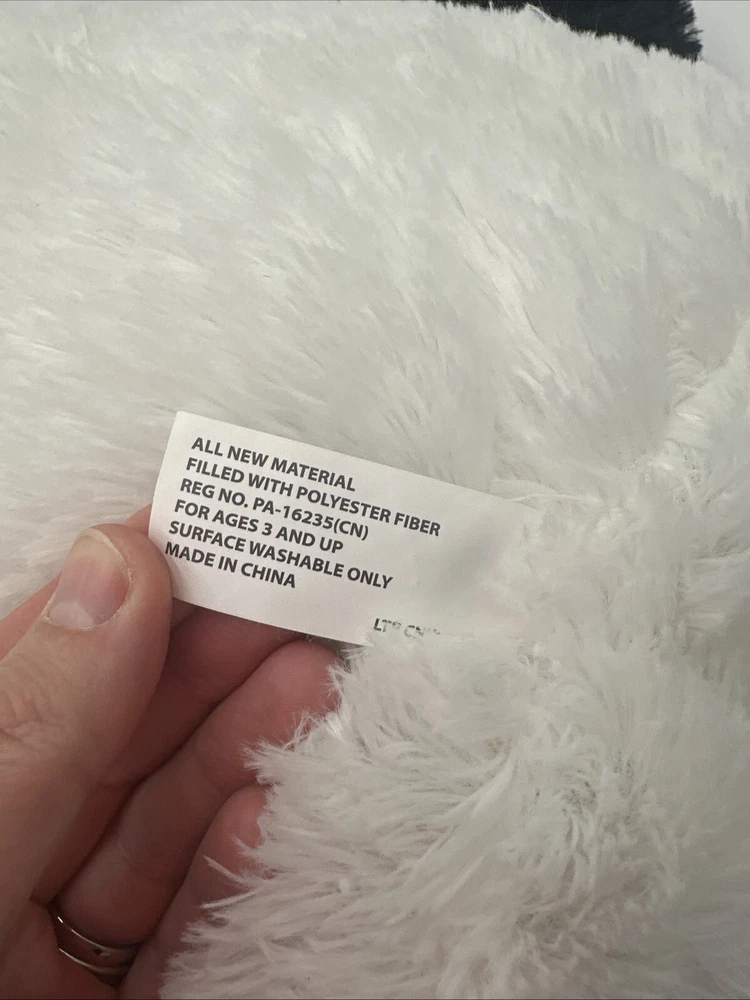 ALL NEW MATERIAL
FILLED WITH POLYESTER FIBER
REG NO. PA-16235(CN)
FOR AGES 3 AND UP
SURFACE WASHABLE ONLY
MADE IN CHINA